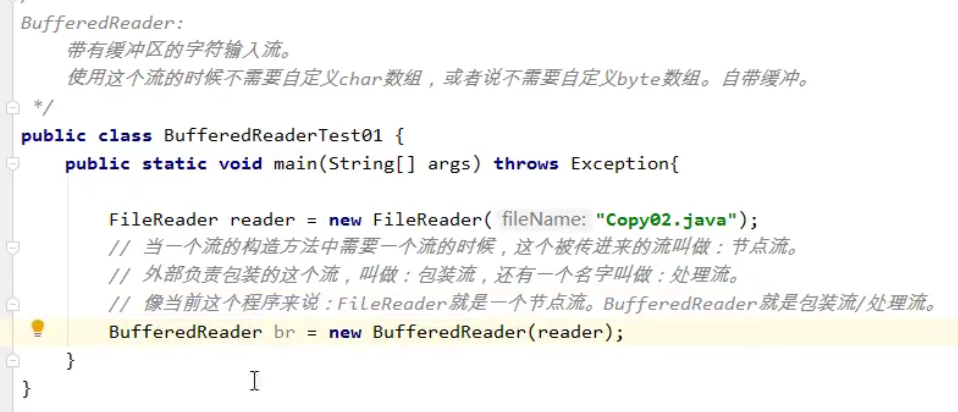 BufferedReader:
带有缓冲区的字符输入流。
使用这个流的时候不需要自定义char数组，或者说不需要自定义byte数组。自带缓冲。
*/
public class BufferedReaderTest01 {
public static void main(String[] args) throws Exception{
FileReader reader = new FileReader( fileName: "Copy02.java");
// 当一个流的构造方法中需要一个流的时候，这个被传进来的流叫做：节点流。
// 外部负责包装的这个流，叫做：包装流，还有一个名字叫做：处理流。
// 像当前这个程序来说：FileReader就是一个节点流。BufferedReader就是包装流/处理流。
BufferedReader br = new BufferedReader(reader);
}
}